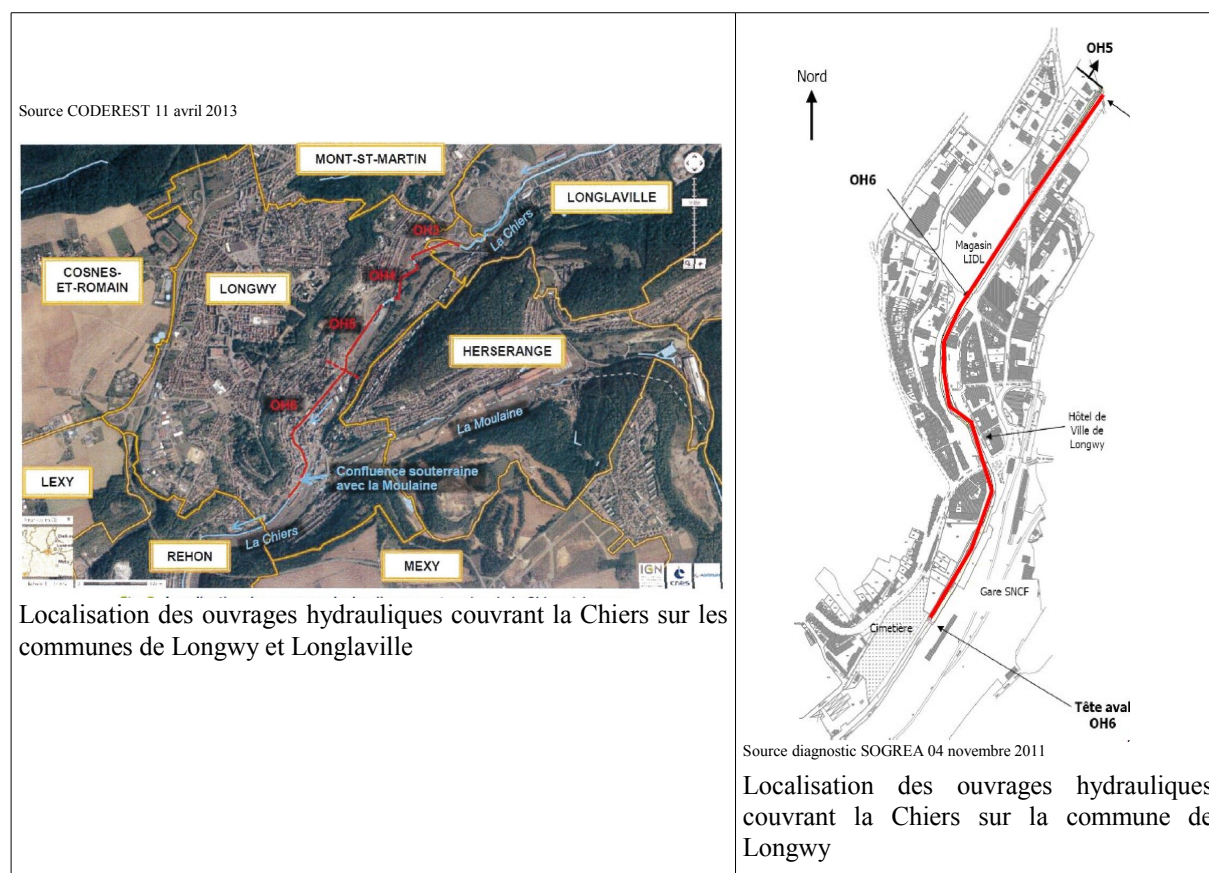 Source CODEREST 11 avril 2013
MONT-ST-MARTIN
LONGLAVILLE
La Chiers
OH3
COSNES-
ET-ROMAIN
LONGWY
OH4
OH5
HERSERANGE
OH6
La Moulaine
Confluence souterraine
avec la Moulaine
LEXY
La Chiers
REHON
MEXY
IGN
cnes
Localisation des ouvrages hydrauliques couvrant la Chiers sur les
communes de Longwy et Longlaville
OH5
Nord
OH6
Magasin
LIDL
Hôtel de
Ville de
Longwy
Gare SNCF
Cimetière
Tête aval
OH6
Source diagnostic SOGREA 04 novembre 2011
Localisation des ouvrages hydrauliques
couvrant la Chiers sur la commune de
Longwy